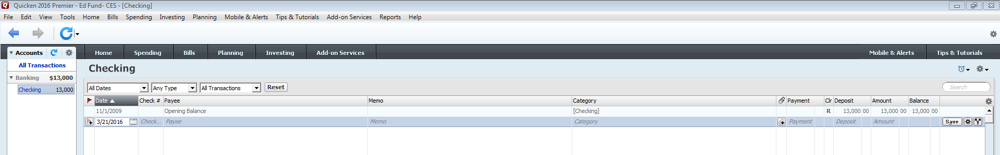 Quicken 2016 Premier - Ed Fund- CES - [Checking]
File Edit View Tools Home Bills Spending Investing Planning Mobile & Alerts Tips & Tutorials Add-on Services Reports Help
Accounts Home Spending Bills Planning Investing Add-on Services Mobile & Alerts Tips & Tutorials
All Transactions
Checking
Banking $13,000
Checking 13,000
All Dates Any Type All Transactions Reset Search
Date Check # Payee Memo Category Payment Clr Deposit Amount Balance
11/1/2009 Opening Balance [Checking] R 13,000 00 13,000 00 13,000 00
3/21/2016 Check... Payee Memo Category Payment Deposit Amount Save